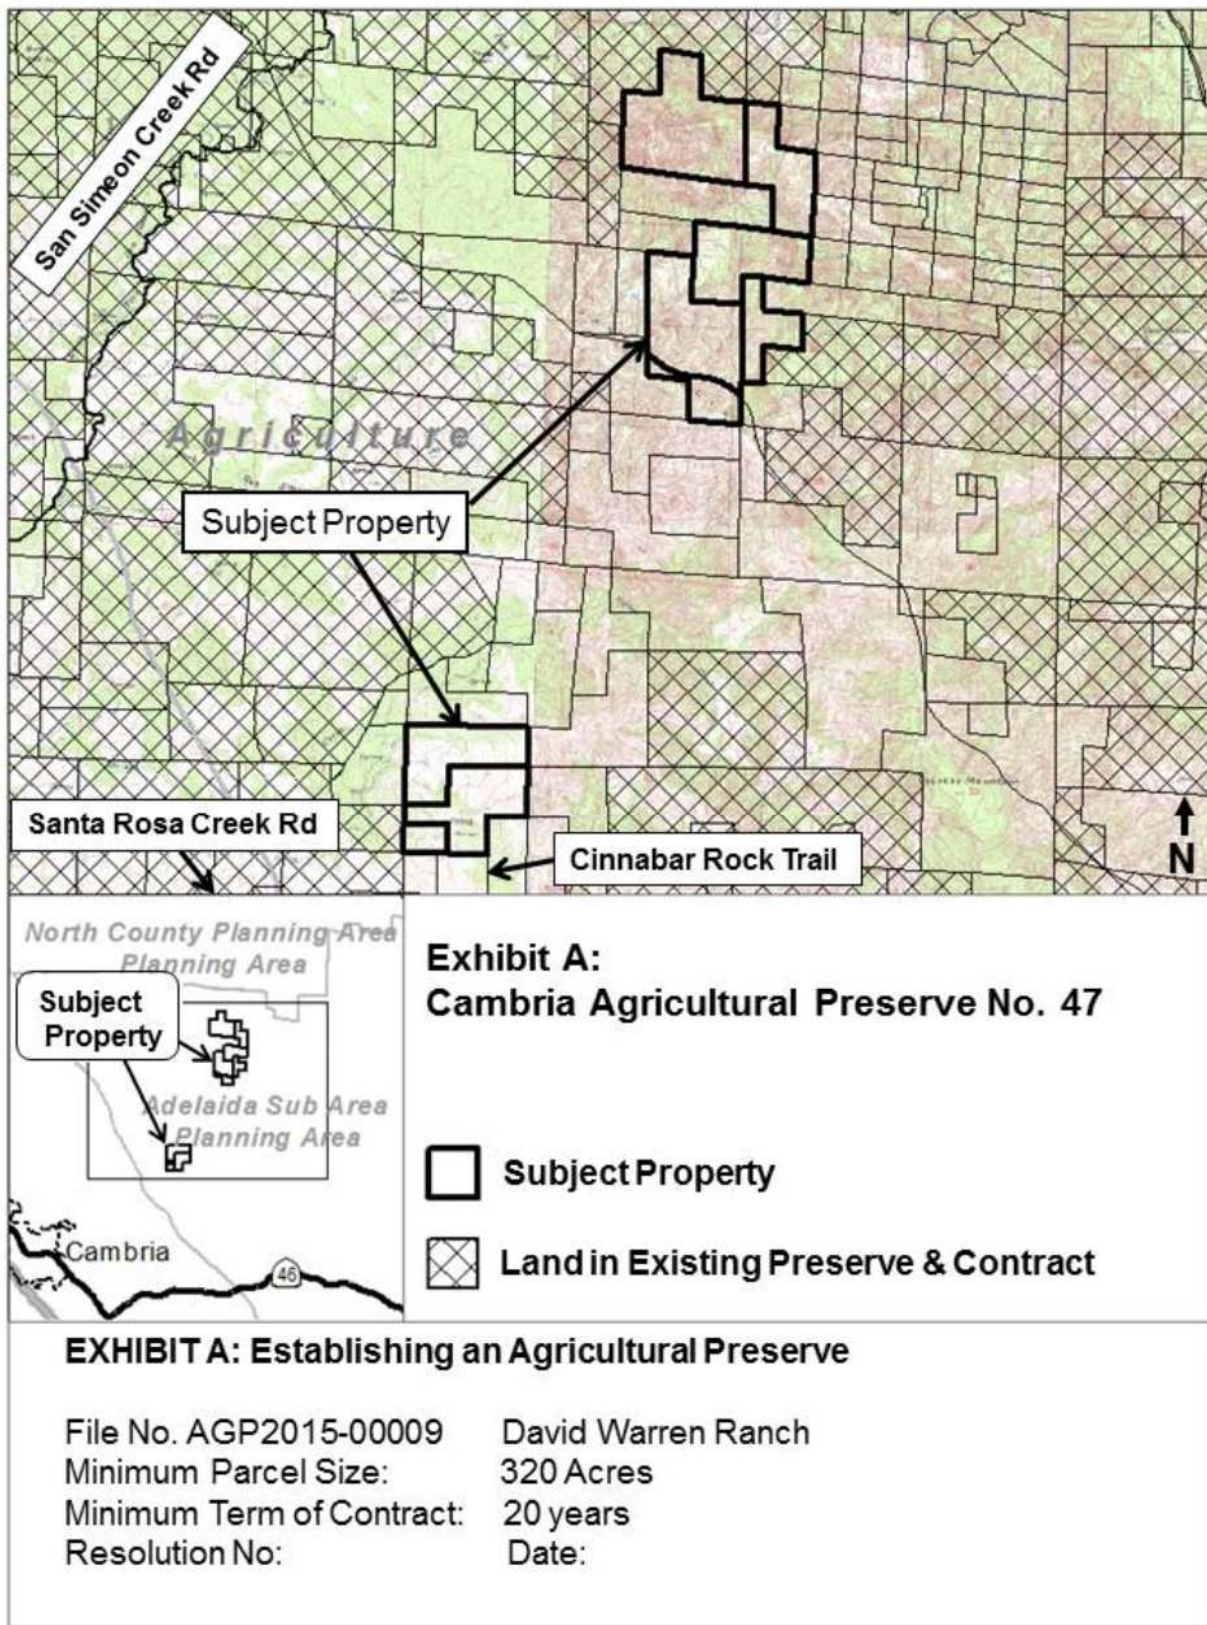 San Simeon Creek Rd
Agriculture
Subject Property
Santa Rosa Creek Rd
Cinnabar Rock Trail
N
North County Planning Area
Planning Area
Subject
Property
Adelaida Sub Area
Planning Area
Cambria
46
Exhibit A:
Cambria Agricultural Preserve No. 47
Subject Property
Land in Existing Preserve & Contract
EXHIBIT A: Establishing an Agricultural Preserve
File No. AGP2015-00009 David Warren Ranch
Minimum Parcel Size: 320 Acres
Minimum Term of Contract: 20 years
Resolution No: Date: